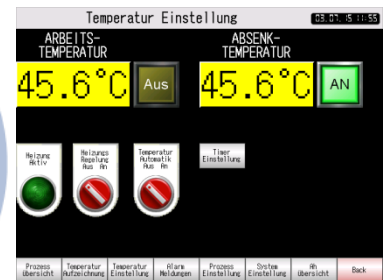 Temperatur Einstellung
03.07.15 11:55
ARBEITS-
TEMPERATUR
ABSENK-
TEMPERATUR
45.6°C
Aus
45.6°C
AN
Heizung
Aktiv
Heizungs
Regelung
Aus An
Temperatur
Automatik
Aus An
Timer
Einstellung
Prozess
übersicht
Temperatur
Aufzeichnung
Temperatur
Einstellung
Alarm
Meldungen
Prozess
Einstellung
System
Einstellung
Ah
übersicht
Back